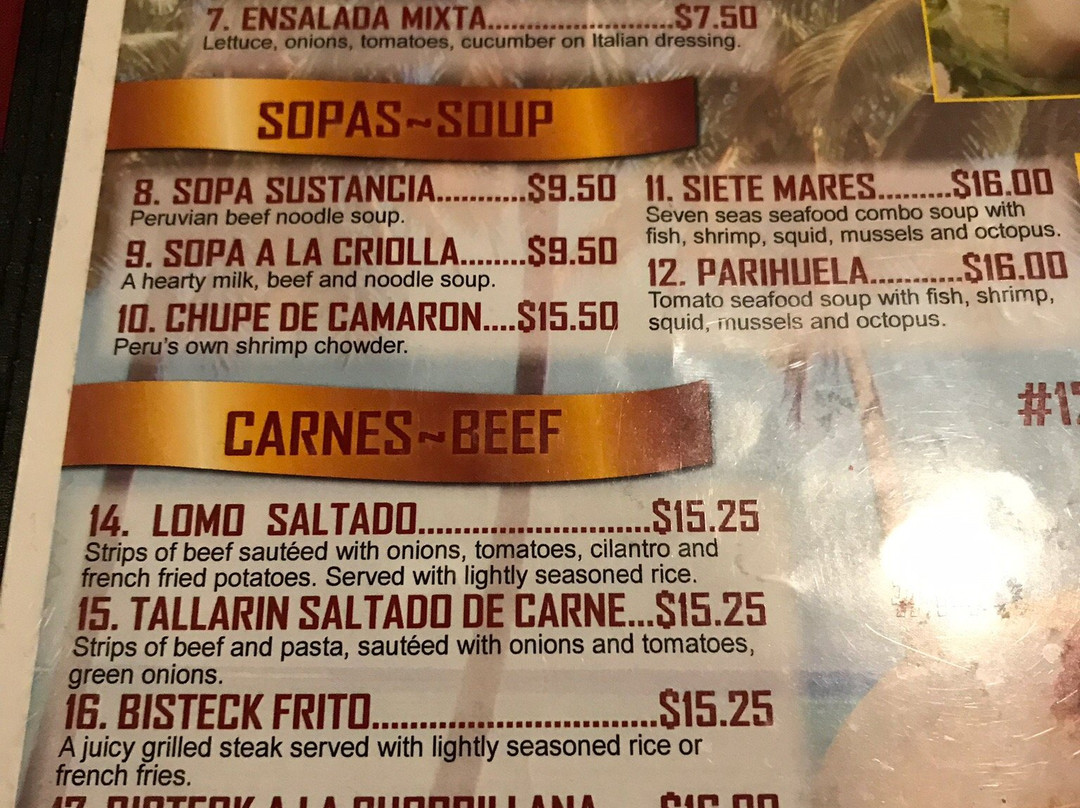 7. ENSALADA MIXTA......................$7.50
Lettuce, onions, tomatoes, cucumber on Italian dressing.
SOPAS~SOUP
8. SOPA SUSTANCIA..........$9.50
Peruvian beef noodle soup.
9. SOPA A LA CRIOLLA........$9.50
A hearty milk, beef and noodle soup.
10. CHUPE DE CAMARON....$15.50
Peru's own shrimp chowder.
11. SIETE MARES.........$16.00
Seven seas seafood combo soup with
fish, shrimp, squid, mussels and octopus.
12. PARIHUELA...........$16.00
Tomato seafood soup with fish, shrimp,
squid, mussels and octopus.
CARNES~BEEF
14. LOMO SALTADO..........................$15.25
Strips of beef sautéed with onions, tomatoes, cilantro and
french fried potatoes. Served with lightly seasoned rice.
15. TALLARIN SALTADO DE CARNE...$15.25
Strips of beef and pasta, sautéed with onions and tomatoes,
green onions.
16. BISTECK FRITO...............................$15.25
A juicy grilled steak served with lightly seasoned rice or
french fries.
17. BISTECK A LA CHORRILLANA $16.00